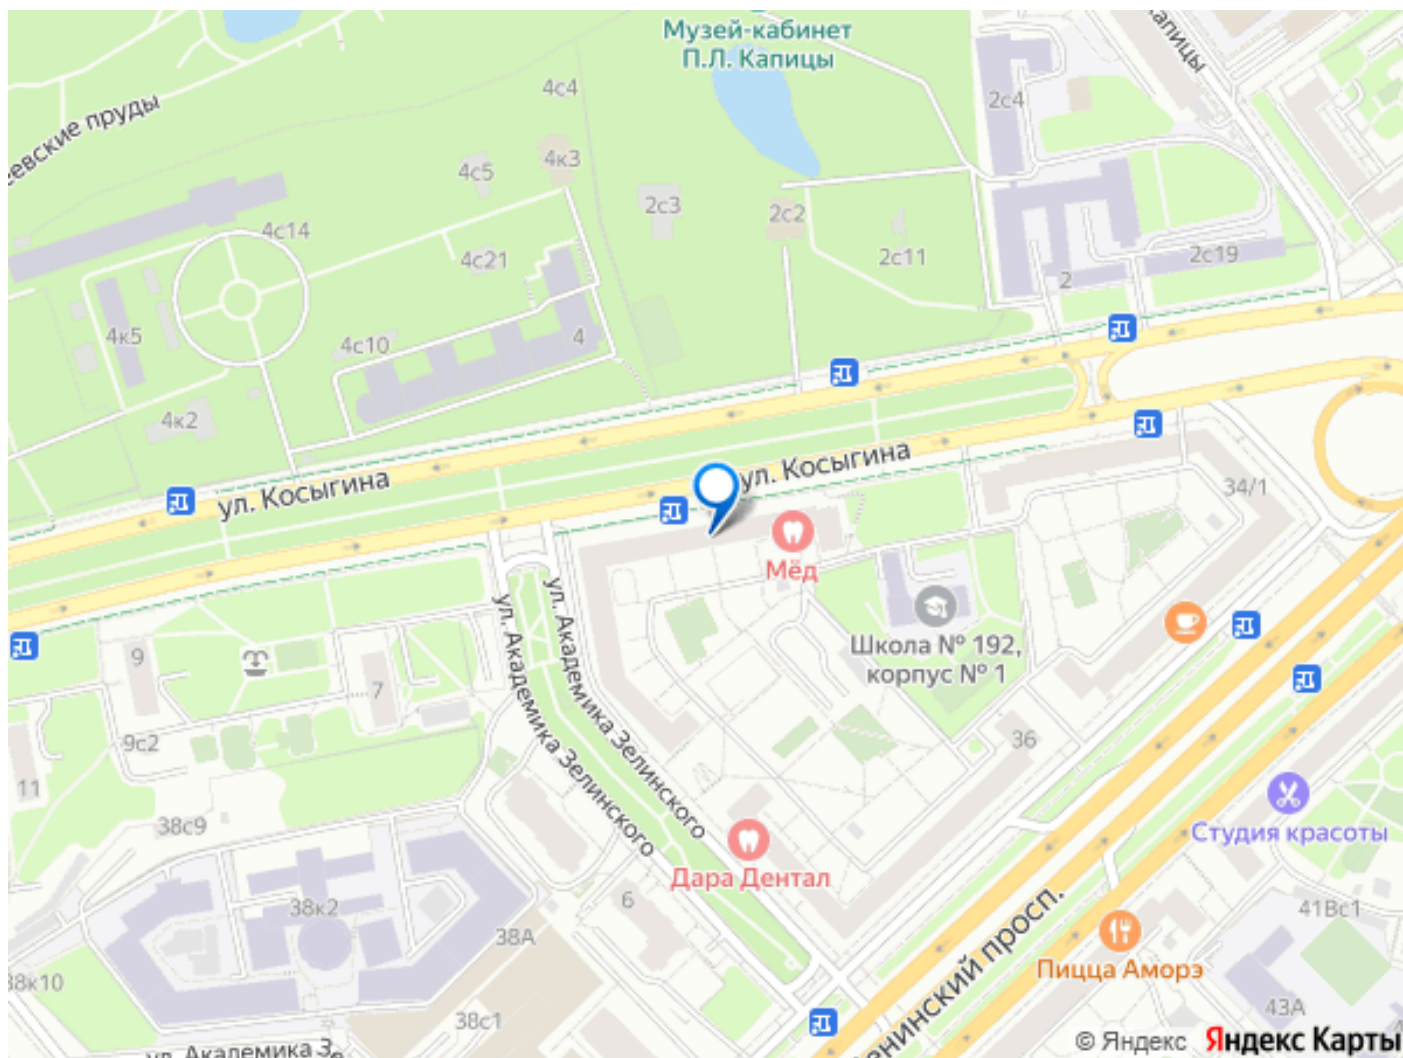 Музей-кабинет
П.Л. Капицы
Капицы
4с4
2с4
евские пруды
4к3
4с5
2с3
2с2
4с14
4с21
2с11
2с19
2
4к5
4с10
4
4к2
ул. Косыгина
ул. Косыгина
34/1
Мёд
ул. Академика Зелинского
ул. Академика Зелинского
Школа № 192,
корпус № 1
9
7
9с2
36
11
38с9
Студия красоты
Дара Дентал
6
38к2
41Вс1
38А
Пицца Аморэ
38к10
43А
38с1
Ленинский просп.
ул. Академика З
© Яндекс Яндекс Карты